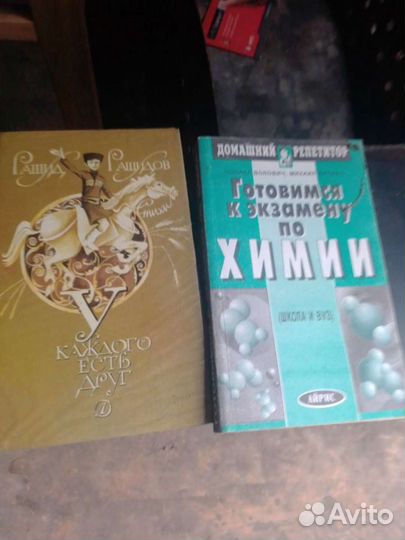 Рашид Рашидов
Стихи
У
КАЖДОГО
ЕСТЬ
ДРУГ
ДОМАШНИЙ РЕПЕТИТОР
Готовимся
к экзамену
по
ХИМИИ
(ШКОЛА И ВУЗ)
АЙРИС
Avito